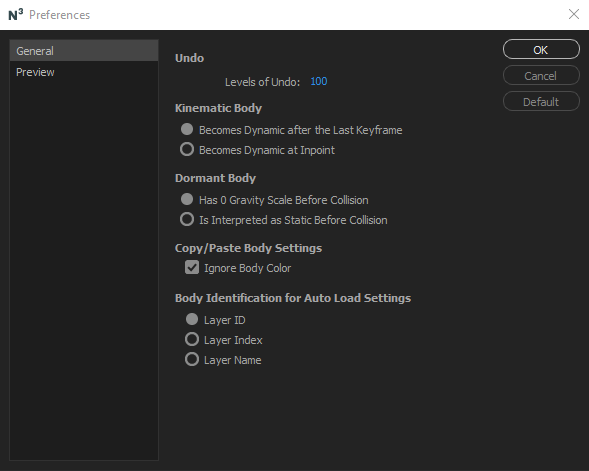 N³ Preferences
General
Preview
Undo
Levels of Undo: 100
Kinematic Body
Becomes Dynamic after the Last Keyframe
Becomes Dynamic at Inpoint
Dormant Body
Has 0 Gravity Scale Before Collision
Is Interpreted as Static Before Collision
Copy/Paste Body Settings
Ignore Body Color
Body Identification for Auto Load Settings
Layer ID
Layer Index
Layer Name
OK
Cancel
Default